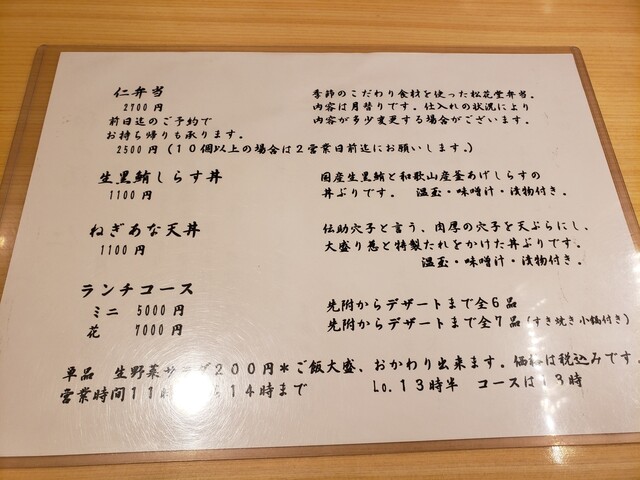 仁弁当 季節のこだわり食材を使った松花堂弁当。
2700円 内容は月替りです。仕入れの状況により
前日迄のご予約で 内容が多少変更する場合がございます。
お持ち帰りも承ります。
2500円(10個以上の場合は2営業日前迄にお願いします。)
生黒鮪しらす丼 国産生黒鮪と和歌山産釜あげしらすの
1100円 丼ぶりです。 温玉・味噌汁・漬物付き.
ねぎあな天丼 伝助穴子と言う、肉厚の穴子を天ぷらにし、
1100円 大盛り葱と特製たれをかけた丼ぶりです。
温玉・味噌汁・漬物付き.
ランチコース
ミニ 5000円 先附からデザートまで全6品
花 7000円 先附からデザートまで全7品(すき焼き小鍋付き)
単品 生野菜サラダ200円*ご飯大盛、おかわり出来ます。価格は税込みです。
営業時間11時 ら14時まで Lo.13時半 コースは13時